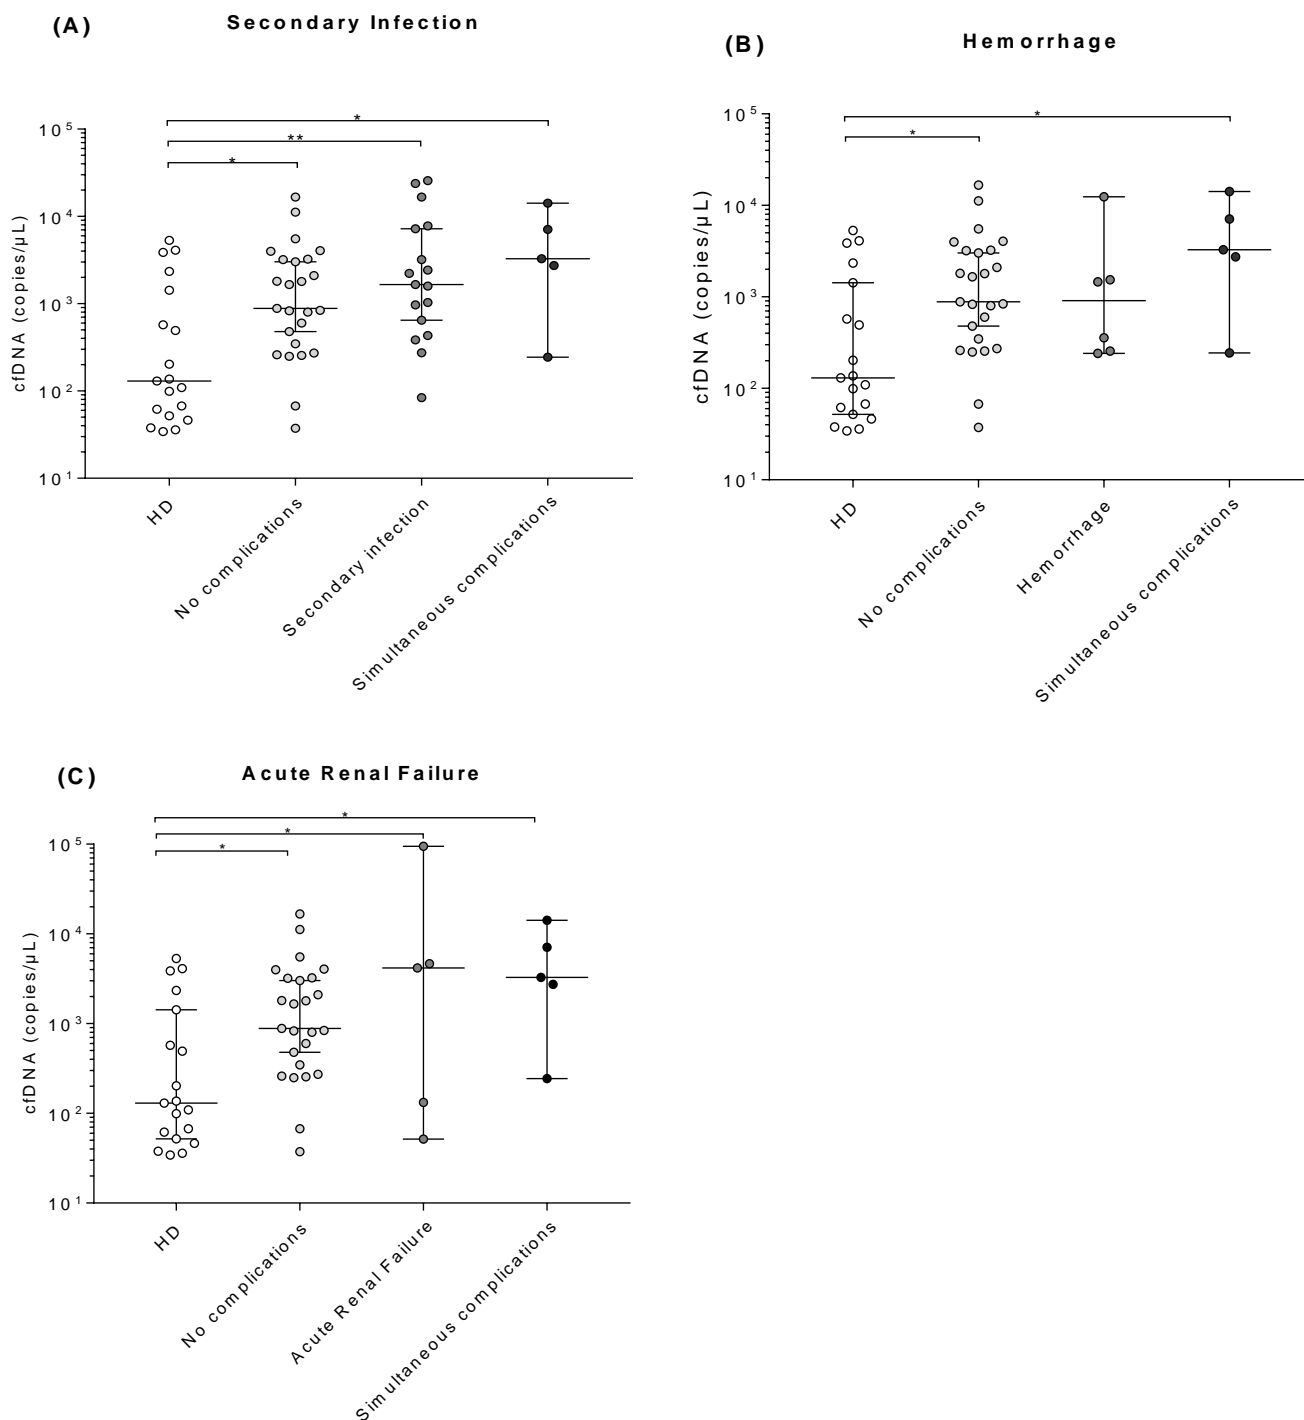 (A) Secondary Infection
*
**
*
10^5
10^4
10^3
10^2
10^1
cfDNA (copies/µL)
HD
No complications
Secondary infection
Simultaneous complications
(B) Hemorrhage
*
*
10^5
10^4
10^3
10^2
10^1
cfDNA (copies/µL)
HD
No complications
Hemorrhage
Simultaneous complications
(C) Acute Renal Failure
*
*
*
10^5
10^4
10^3
10^2
10^1
cfDNA (copies/µL)
HD
No complications
Acute Renal Failure
Simultaneous complications